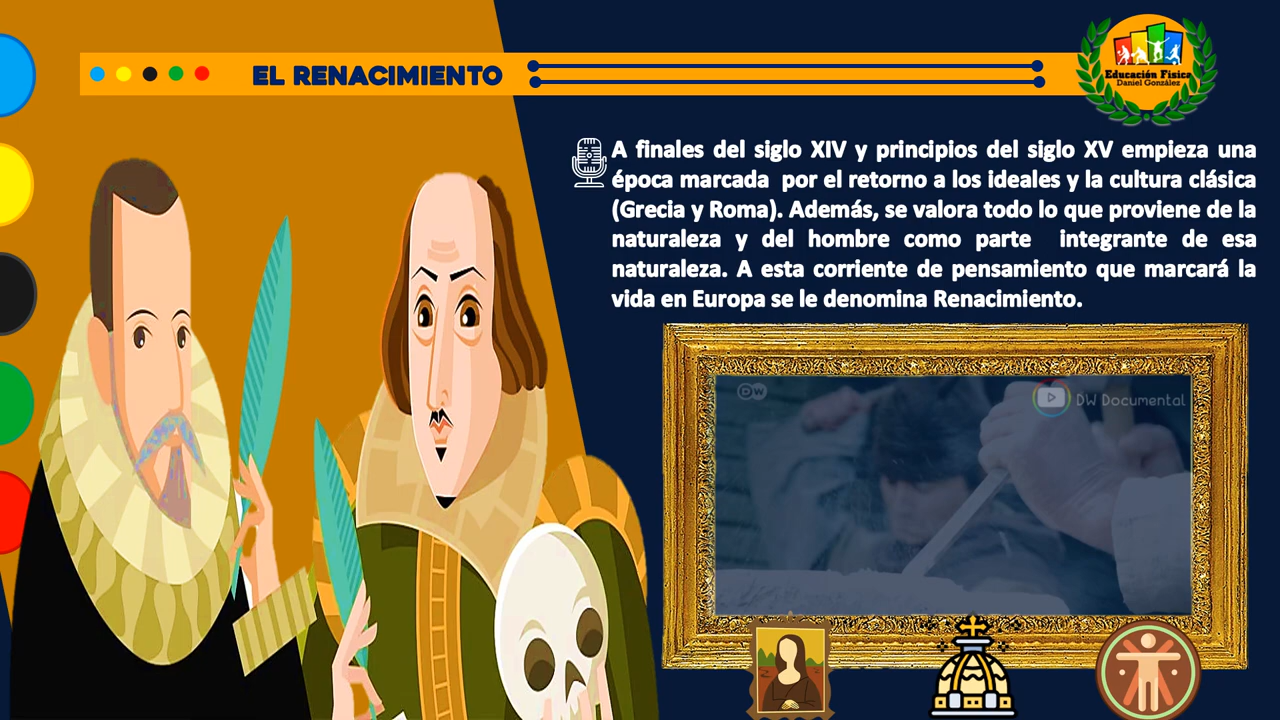 EL RENACIMIENTO
Educación Física
Daniel González
A finales del siglo XIV y principios del siglo XV empieza una
época marcada por el retorno a los ideales y la cultura clásica
(Grecia y Roma). Además, se valora todo lo que proviene de la
naturaleza y del hombre como parte integrante de esa
naturaleza. A esta corriente de pensamiento que marcará la
vida en Europa se le denomina Renacimiento.
DW
DW Documental